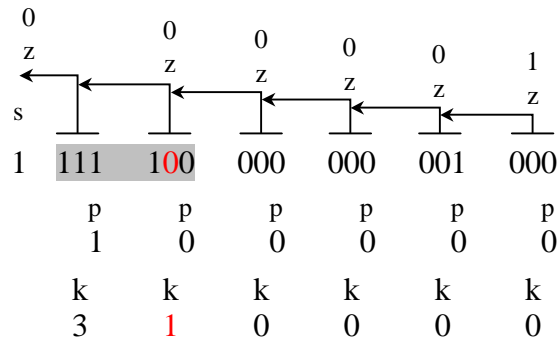 0 0 0 0 0 1
z z z z z z
s
1 111 100 000 000 001 000
p p p p p p
1 0 0 0 0 0
k k k k k k
3 1 0 0 0 0